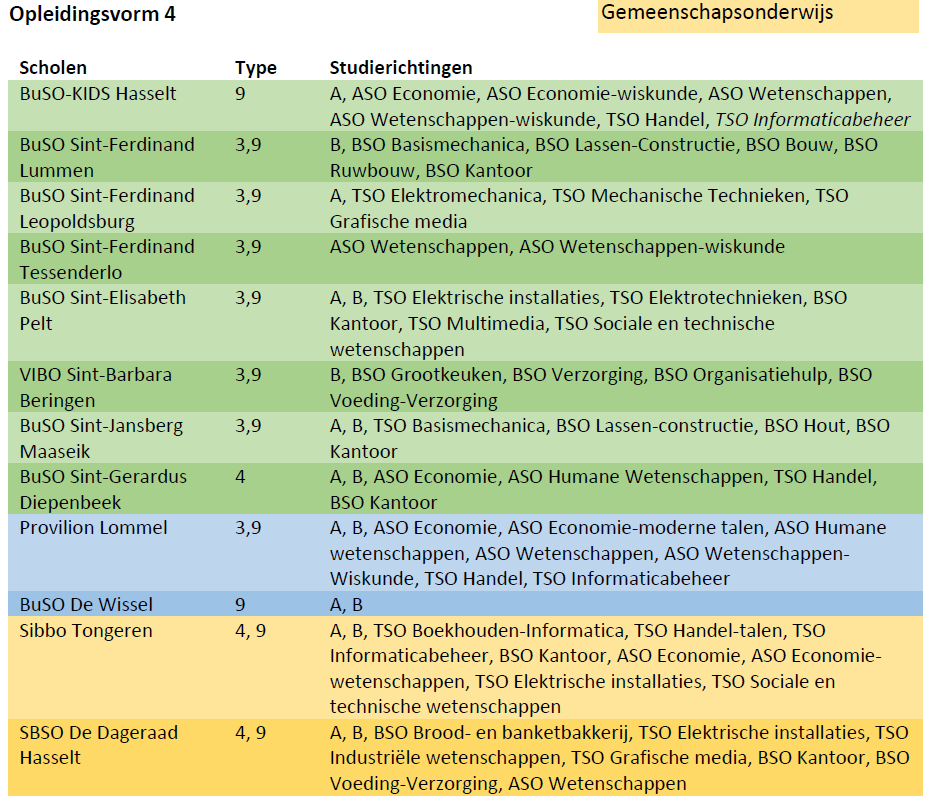 Opleidingsvorm 4
Gemeenschapsonderwijs
Scholen Type Studierichtingen
BuSO-KIDS Hasselt 9 A, ASO Economie, ASO Economie-wiskunde, ASO Wetenschappen,
ASO Wetenschappen-wiskunde, TSO Handel, TSO Informaticabeheer
BuSO Sint-Ferdinand 3,9 B, BSO Basismechanica, BSO Lassen-Constructie, BSO Bouw, BSO
Lummen Ruwbouw, BSO Kantoor
BuSO Sint-Ferdinand 3,9 A, TSO Elektromechanica, TSO Mechanische Technieken, TSO
Leopoldsburg Grafische media
BuSO Sint-Ferdinand 3,9 ASO Wetenschappen, ASO Wetenschappen-wiskunde
Tessenderlo
BuSO Sint-Elisabeth 3,9 A, B, TSO Elektrische installaties, TSO Elektrotechnieken, BSO
Pelt Kantoor, TSO Multimedia, TSO Sociale en technische
wetenschappen
VIBO Sint-Barbara 3,9 B, BSO Grootkeuken, BSO Verzorging, BSO Organisatiehulp, BSO
Beringen Voeding-Verzorging
BuSO Sint-Jansberg 3,9 A, B, TSO Basismechanica, BSO Lassen-constructie, BSO Hout, BSO
Maaseik Kantoor
BuSO Sint-Gerardus 4 A, B, ASO Economie, ASO Humane Wetenschappen, TSO Handel,
Diepenbeek BSO Kantoor
Provilion Lommel 3,9 A, B, ASO Economie, ASO Economie-moderne talen, ASO Humane
wetenschappen, ASO Wetenschappen, ASO Wetenschappen-
Wiskunde, TSO Handel, TSO Informaticabeheer
BuSO De Wissel 9 A, B
Sibbo Tongeren 4, 9 A, B, TSO Boekhouden-Informatica, TSO Handel-talen, TSO
Informaticabeheer, BSO Kantoor, ASO Economie, ASO Economie-
wetenschappen, TSO Elektrische installaties, TSO Sociale en
technische wetenschappen
SBSO De Dageraad 4, 9 A, B, BSO Brood- en banketbakkerij, TSO Elektrische installaties, TSO
Hasselt Industriële wetenschappen, TSO Grafische media, BSO Kantoor, BSO
Voeding-Verzorging, ASO Wetenschappen